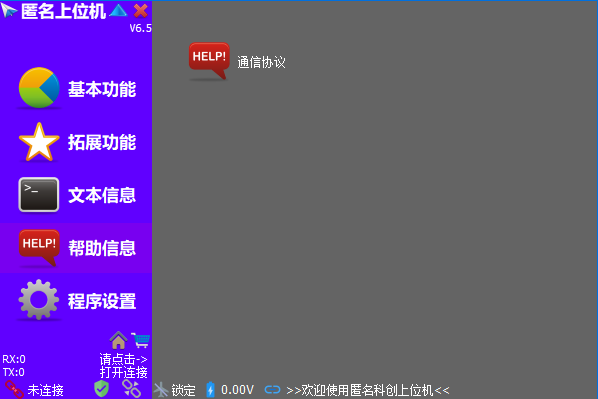 匿名上位机
V6.5
HELP!
通信协议
基本功能
拓展功能
>_
文本信息
HELP!
帮助信息
程序设置
RX:0
请点击->
TX:0
打开连接
未连接
锁定
0.00V
>>欢迎使用匿名科创上位机<<